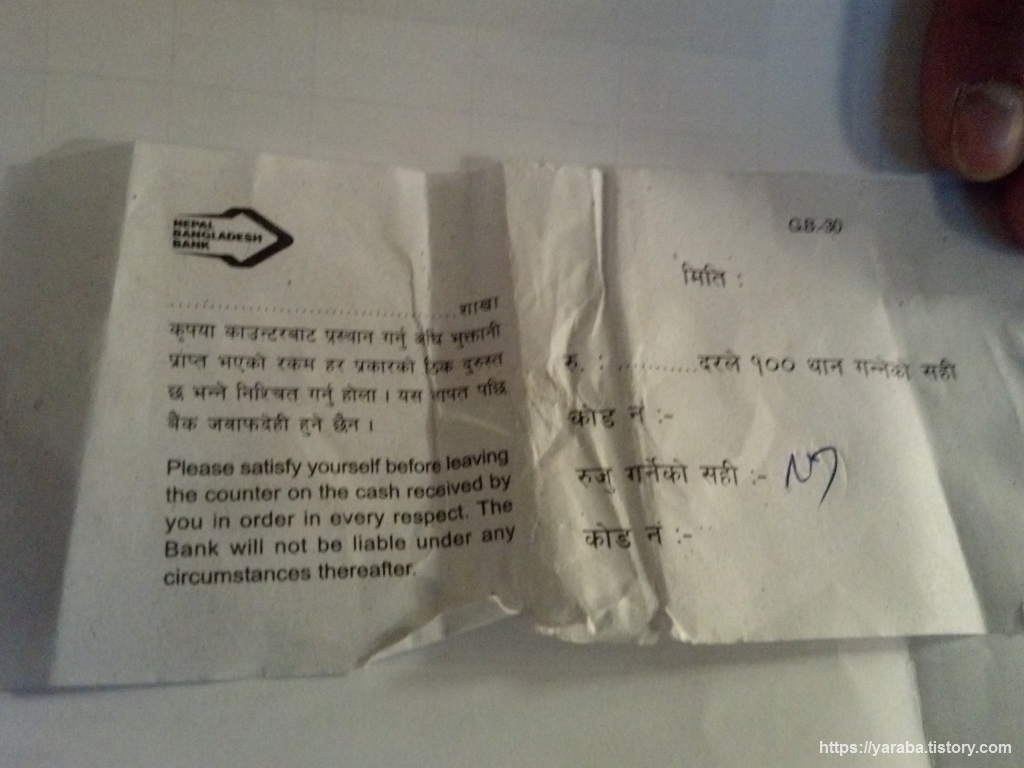 NEPAL
BANGLADESH
BANK
........................................शाखा
कृपया काउन्टरबाट प्रस्थान गर्नु अघि भुक्तानी
प्राप्त भएको रकम हर प्रकारको ठिक दुरुस्त
छ भन्ने निश्चित गर्नु होला । यस पछि
बैंक जवाफदेही हुने छैन ।
Please satisfy yourself before leaving
the counter on the cash received by
you in order in every respect. The
Bank will not be liable under any
circumstances thereafter.
G.B.-30
मिति :
रु. : ............दरले १०० थान गन्नेको सही
कोड नं :-
रुजु गर्नेको सही :-
कोड नं :-
https://yaraba.tistory.com